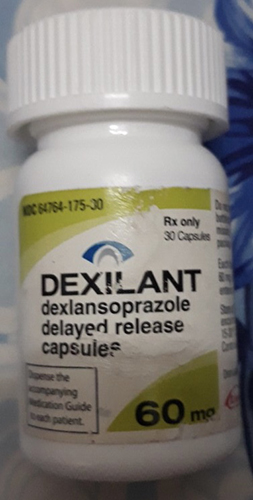 NDC 64764-175-30
Rx only
30 Capsules
DEXILANT
dexlansoprazole
delayed release
capsules
Dispense the
accompanying
Medication Guide
to each patient.
60 mg